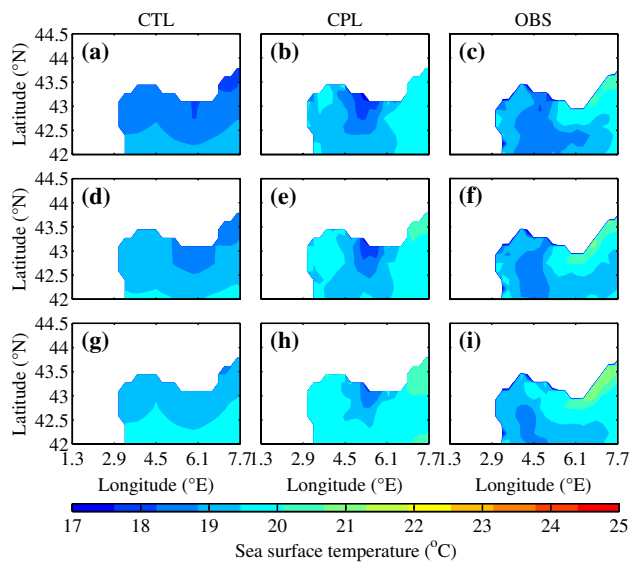 CTL CPL OBS
44.5 (a) (b) (c)
44
43.5
43
42.5
42
Latitude (°N)
44.5 (d) (e) (f)
44
43.5
43
42.5
42
Latitude (°N)
44.5 (g) (h) (i)
44
43.5
43
42.5
42
Latitude (°N)
1.3 2.9 4.5 6.1 7.71.3 2.9 4.5 6.1 7.71.3 2.9 4.5 6.1 7.7
Longitude (°E) Longitude (°E) Longitude (°E)
17 18 19 20 21 22 23 24 25
Sea surface temperature (°C)